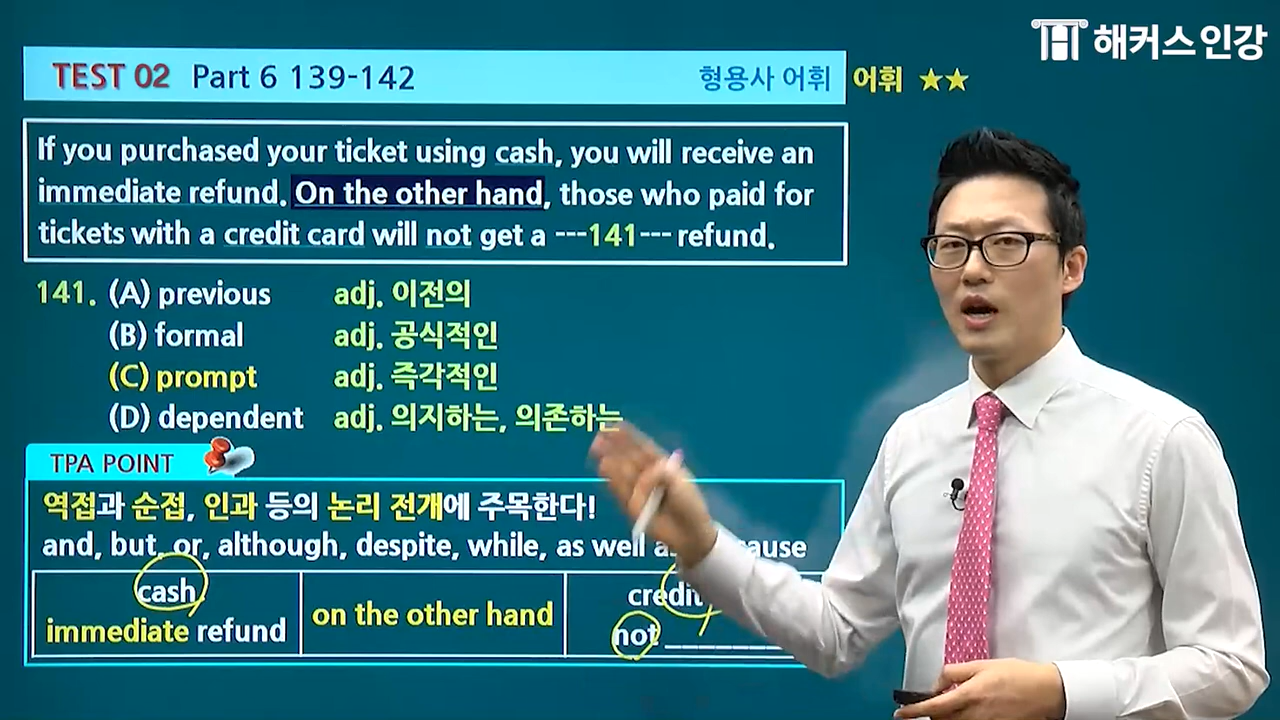 해커스인강
TEST 02 Part 6 139-142 형용사 어휘 어휘 ★★
If you purchased your ticket using cash, you will receive an
immediate refund. On the other hand, those who paid for
tickets with a credit card will not get a ---141--- refund.
141. (A) previous adj. 이전의
(B) formal adj. 공식적인
(C) prompt adj. 즉각적인
(D) dependent adj. 의지하는, 의존하는
TPA POINT
역접과 순접, 인과 등의 논리 전개에 주목한다!
and, but, or, although, despite, while, as well
cash
immediate refund
on the other hand
credit
not ________